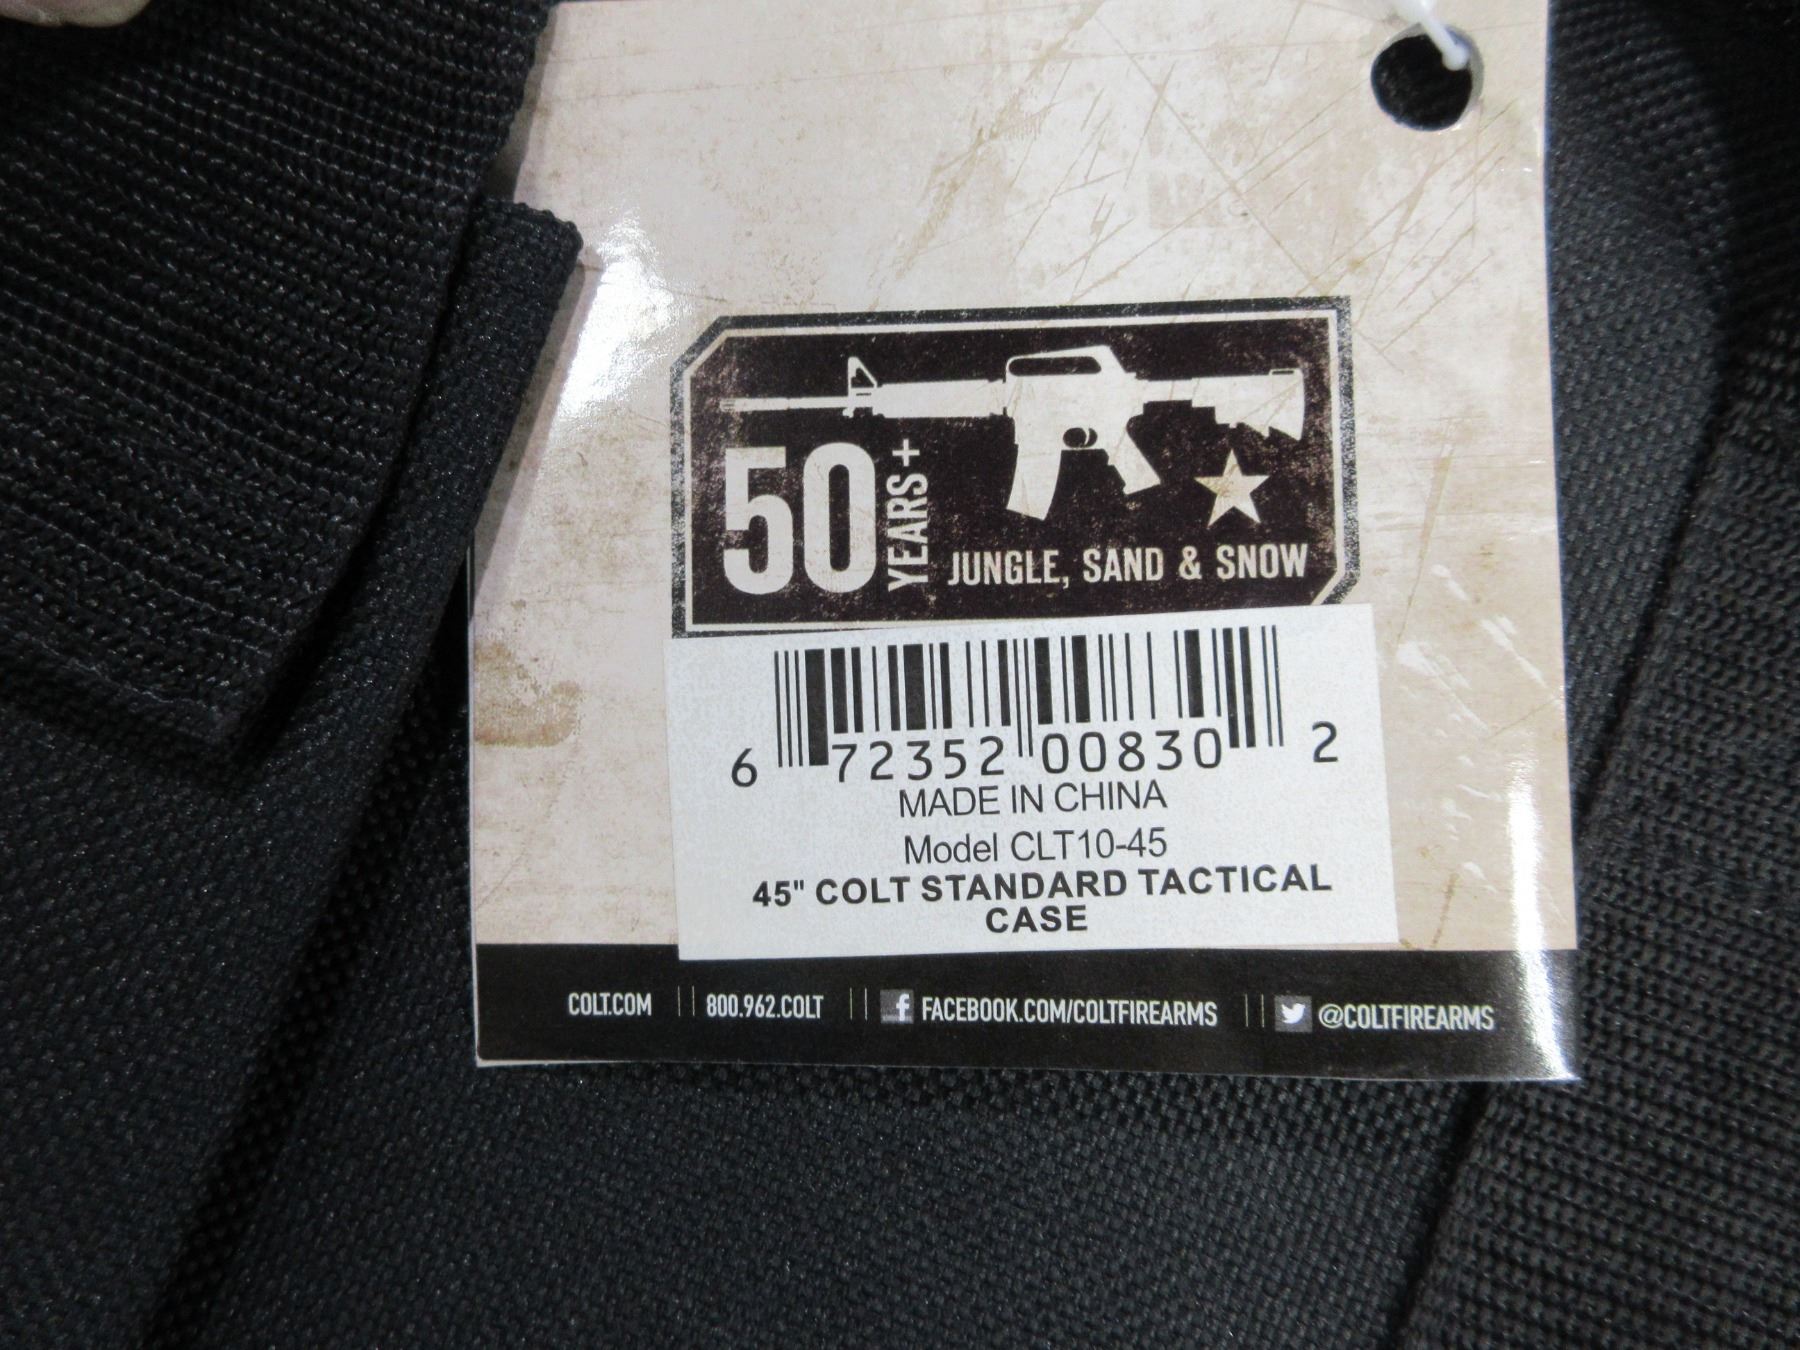 50 YEARS+
JUNGLE, SAND & SNOW
6 72352 00830 2
MADE IN CHINA
Model CLT10-45
45" COLT STANDARD TACTICAL
CASE
COLT.COM || 800.962.COLT || f FACEBOOK.COM/COLTFIREARMS || @COLTFIREARMS